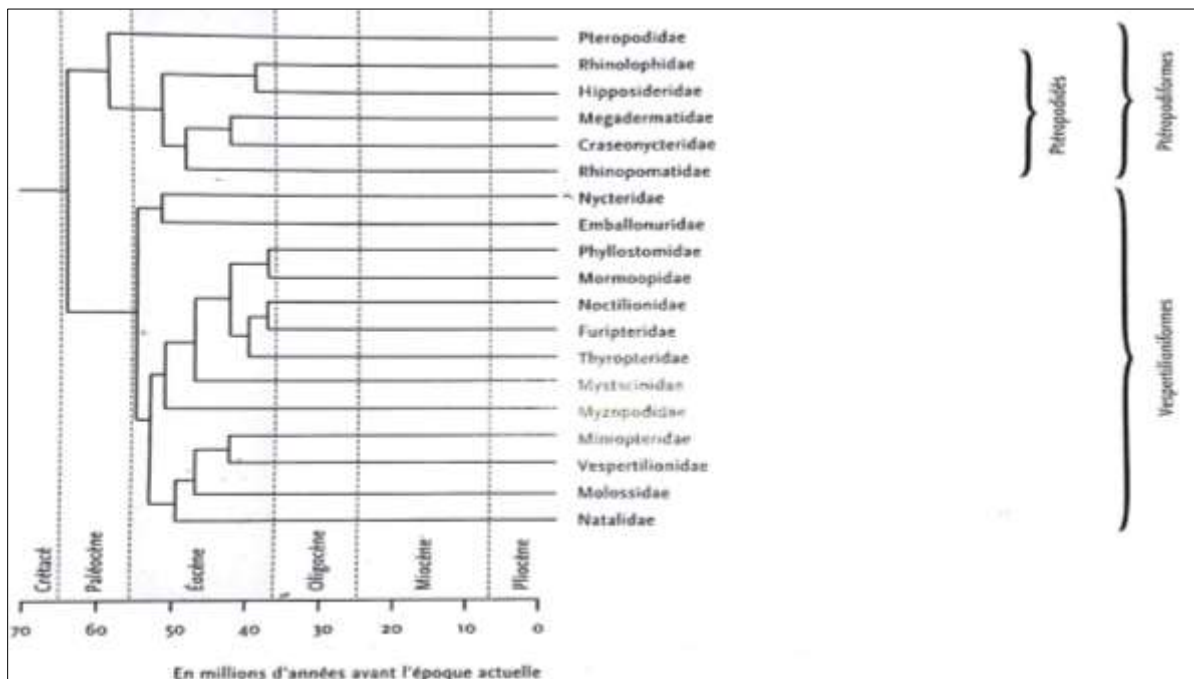 Pteropodidae
Rhinolophidae
Hipposideridae
Megadermatidae
Craseonycteridae
Rhinopomatidae
Nycteridae
Emballonuridae
Phyllostomidae
Mormoopidae
Noctilionidae
Furipteridae
Thyropteridae
Mystacinidae
Myzopodidae
Miniopteridae
Vespertilionidae
Molossidae
Natalidae
Ptéropodidés
Ptéropodiformes
Vespertilioniformes
Crétacé
Paléocène
Éocène
Oligocène
Miocène
Pliocène
70 60 50 40 30 20 10 0
En millions d'années avant l'époque actuelle